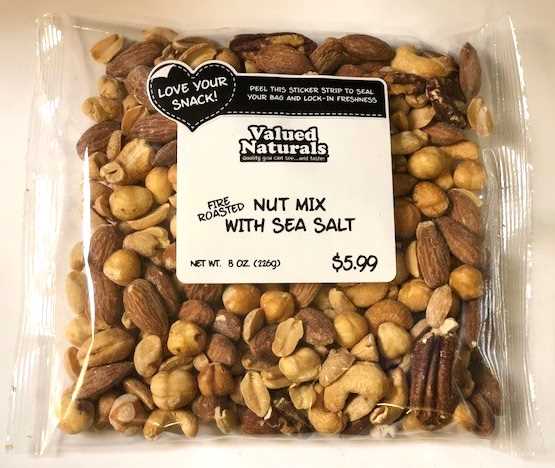 LOVE YOUR
SNACK!
PEEL THIS STICKER STRIP TO SEAL
YOUR BAG AND LOCK-IN FRESHNESS
Valued
Naturals
Quality you can see...and taste!
FIRE
ROASTED
NUT MIX
WITH SEA SALT
NET WT. 8 OZ. (226g)
$5.99